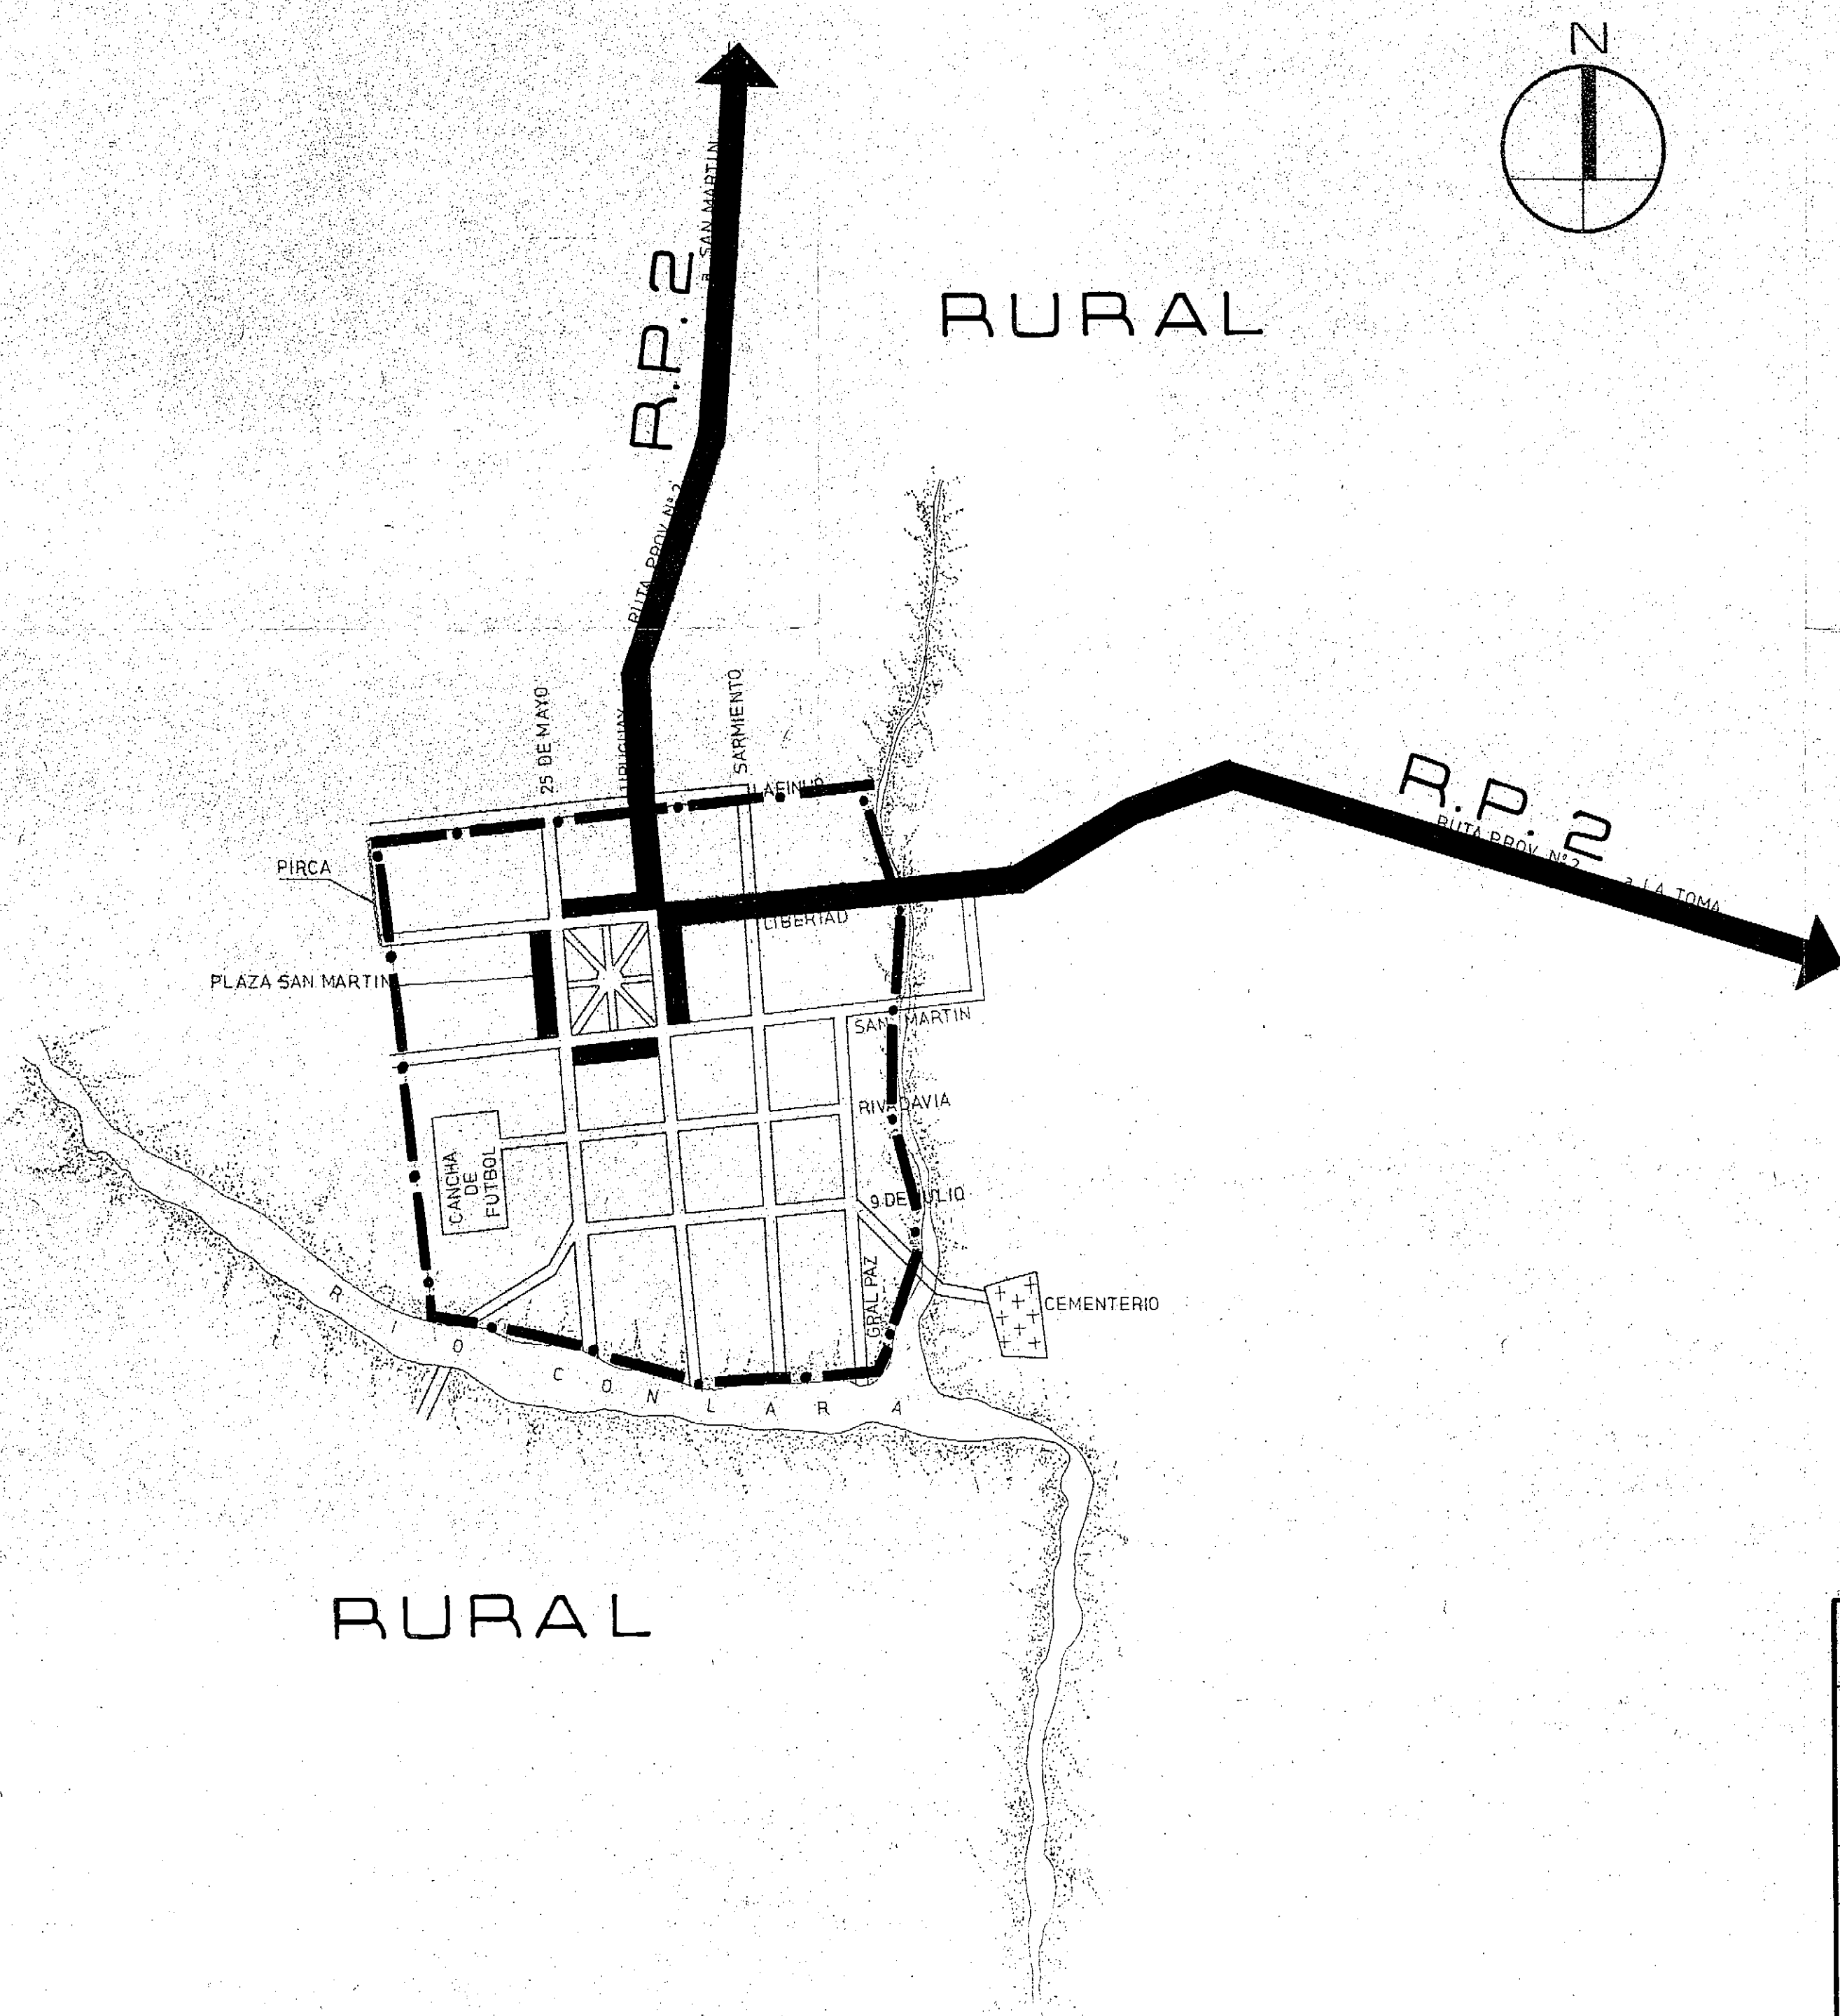 N
a SAN MARTIN
R.P.2
RURAL
RUTA PROV. Nº 2
25 DE MAYO
URUGUAY
SARMIENTO
LAFINUR
R.P. 2
RUTA PROV. Nº 2
a LA TOMA
PIRCA
LIBERTAD
PLAZA SAN MARTIN
SAN MARTIN
RIVADAVIA
CANCHA
DE
FUTBOL
9 DE JULIO
GRAL PAZ
CEMENTERIO
RIO CONLARA
RURAL